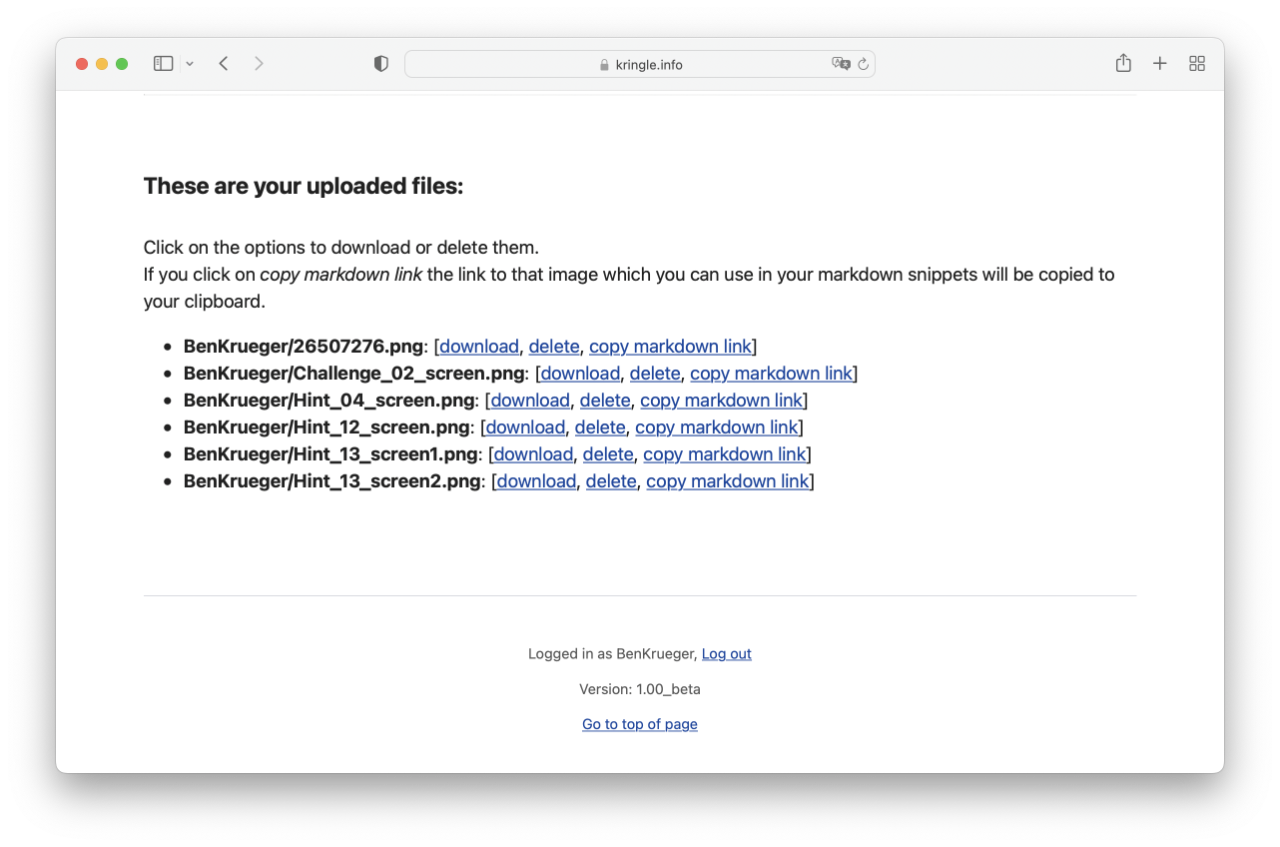 kringle.info
These are your uploaded files:
Click on the options to download or delete them.
If you click on copy markdown link the link to that image which you can use in your markdown snippets will be copied to
your clipboard.
• BenKrueger/26507276.png: [download, delete, copy markdown link]
• BenKrueger/Challenge_02_screen.png: [download, delete, copy markdown link]
• BenKrueger/Hint_04_screen.png: [download, delete, copy markdown link]
• BenKrueger/Hint_12_screen.png: [download, delete, copy markdown link]
• BenKrueger/Hint_13_screen1.png: [download, delete, copy markdown link]
• BenKrueger/Hint_13_screen2.png: [download, delete, copy markdown link]
Logged in as BenKrueger, Log out
Version: 1.00_beta
Go to top of page